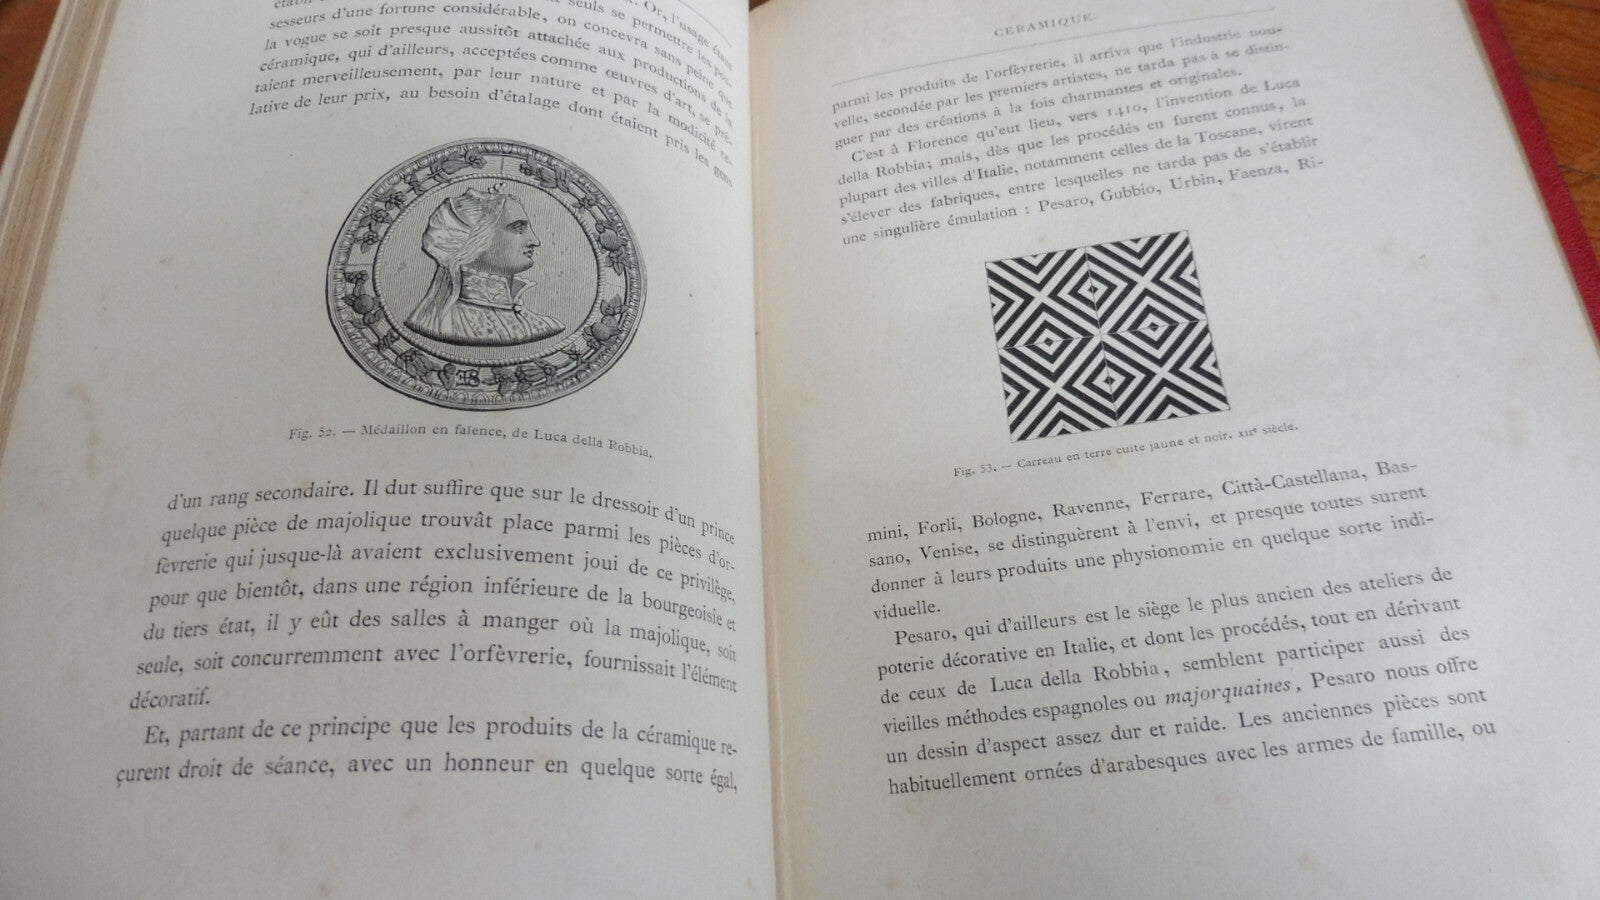 seuls se permettre les pos-
sesseurs d'une fortune considérable, on concevra sans peine que
la vogue se soit presque aussitôt attachée aux productions de la
céramique, qui d'ailleurs, acceptées comme œuvres d'art, se prê-
taient merveilleusement, par leur nature et par la modicité re-
lative de leur prix, au besoin d'étalage dont étaient pris les gens
Fig. 52. — Médaillon en faïence, de Luca della Robbia.
d'un rang secondaire. Il dut suffire que sur le dressoir d'un prince
quelque pièce de majolique trouvât place parmi les pièces d'or-
fèvrerie qui jusque-là avaient exclusivement joui de ce privilège,
pour que bientôt, dans une région inférieure de la bourgeoisie et
du tiers état, il y eût des salles à manger où la majolique, soit
seule, soit concurremment avec l'orfèvrerie, fournissait l'élément
décoratif.
Et, partant de ce principe que les produits de la céramique re-
çurent droit de séance, avec un honneur en quelque sorte égal,
CÉRAMIQUE.
parmi les produits de l'orfèvrerie, il arriva que l'industrie nou-
velle, secondée par les premiers artistes, ne tarda pas à se distin-
guer par des créations à la fois charmantes et originales.
C'est à Florence qu'eut lieu, vers 1410, l'invention de Luca
della Robbia; mais, dès que les procédés en furent connus, la
plupart des villes d'Italie, notamment celles de la Toscane, virent
s'élever des fabriques, entre lesquelles ne tarda pas de s'établir
une singulière émulation : Pesaro, Gubbio, Urbin, Faenza, Ri-
Fig. 53. — Carreau en terre cuite jaune et noir. XIIe siècle.
mini, Forli, Bologne, Ravenne, Ferrare, Città-Castellana, Bas-
sano, Venise, se distinguèrent à l'envi, et presque toutes surent
donner à leurs produits une physionomie en quelque sorte indi-
viduelle.
Pesaro, qui d'ailleurs est le siège le plus ancien des ateliers de
poterie décorative en Italie, et dont les procédés, tout en dérivant
de ceux de Luca della Robbia, semblent participer aussi des
vieilles méthodes espagnoles ou majorquaines, Pesaro nous offre
un dessin d'aspect assez dur et raide. Les anciennes pièces sont
habituellement ornées d'arabesques avec les armes de famille, ou